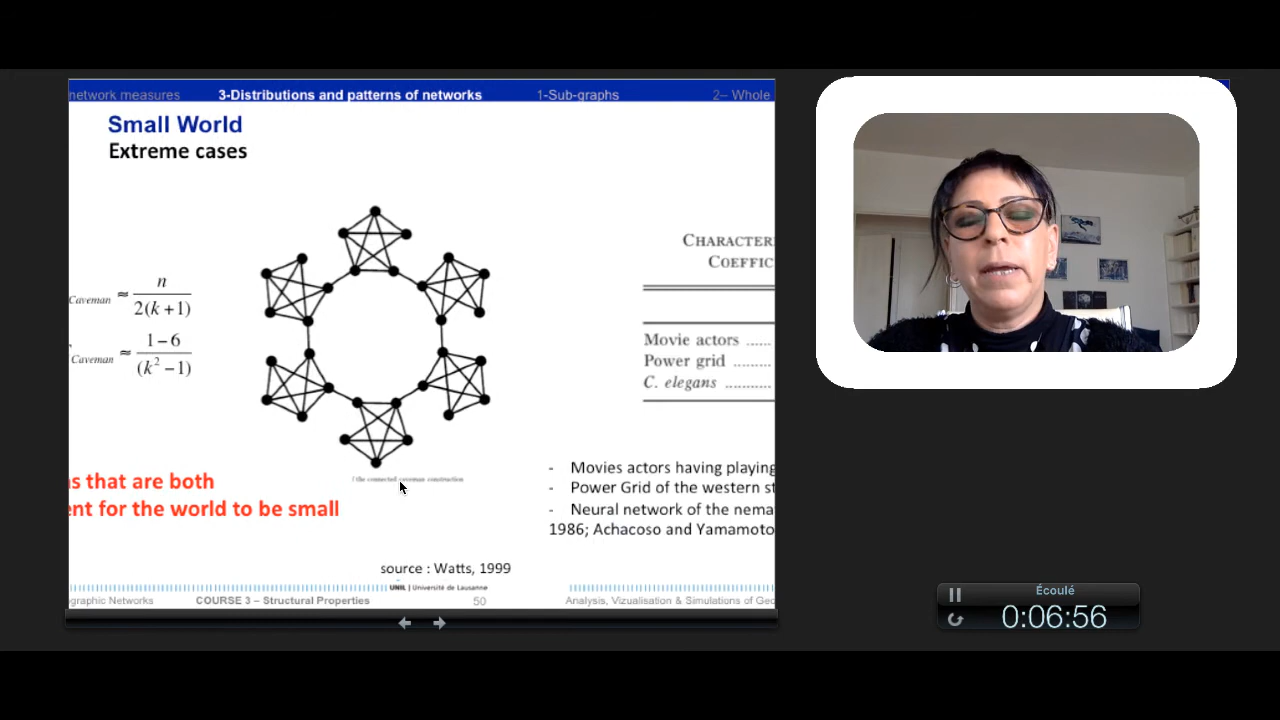 network measures 3-Distributions and patterns of networks 1-Sub-graphs 2– Whole
Small World
Extreme cases
Caveman ≈ n / 2(k+1)
Caveman ≈ 1–6 / (k² –1)
s that are both
ent for the world to be small
the connected caveman construction
source : Watts, 1999
UNIL | Université de Lausanne
graphic Networks COURSE 3 – Structural Properties 50
CHARACTER
COEFFIC
Movie actors ......
Power grid .........
C. elegans ...........
- Movies actors having playing
- Power Grid of the western st
- Neural network of the nema
1986; Achacoso and Yamamoto
Analysis, Vizualisation & Simulations of Geo
Écoulé
0:06:56